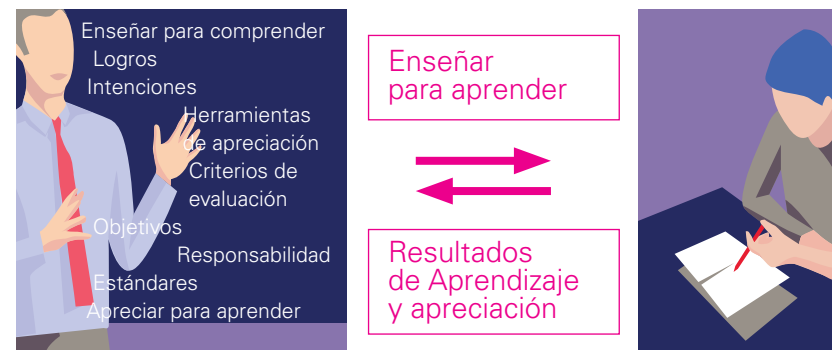 Enseñar para comprender
Logros
Intenciones
Herramientas
de apreciación
Criterios de
evaluación
Objetivos
Responsabilidad
Estándares
Apreciar para aprender
Enseñar
para aprender
Resultados
de Aprendizaje
y apreciación